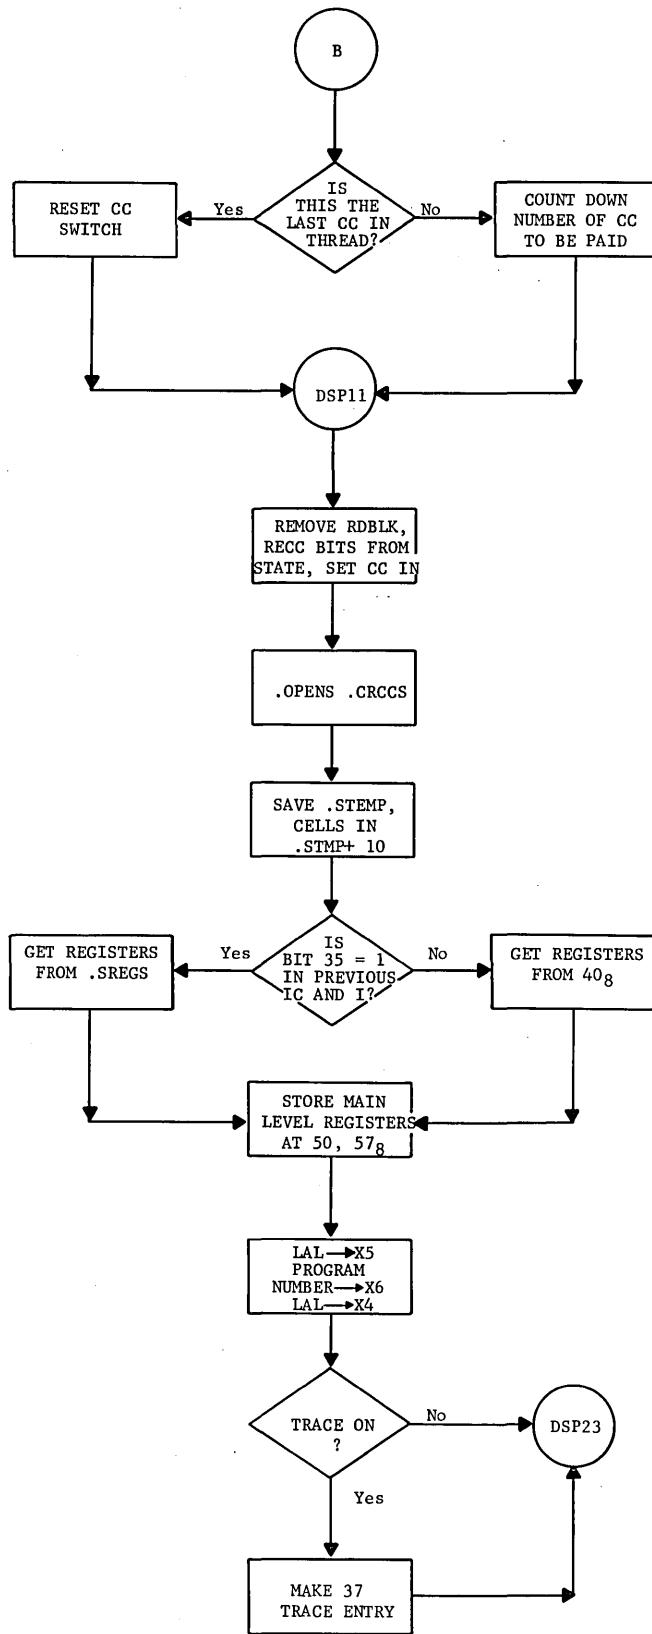 B
IS
THIS THE
LAST CC IN
THREAD?
Yes
No
RESET CC
SWITCH
COUNT DOWN
NUMBER OF CC
TO BE PAID
DSP11
REMOVE RDBLK,
RECC BITS FROM
STATE, SET CC IN
.OPENS .CRCCS
SAVE .STEMP,
CELLS IN
.STMP+ 10
IS
BIT 35 = 1
IN PREVIOUS
IC AND I?
Yes
No
GET REGISTERS
FROM .SREGS
GET REGISTERS
FROM 40₈
STORE MAIN
LEVEL REGISTERS
AT 50, 57₈
LAL→X5
PROGRAM
NUMBER→X6
LAL→X4
TRACE ON
?
No
DSP23
Yes
MAKE 37
TRACE ENTRY